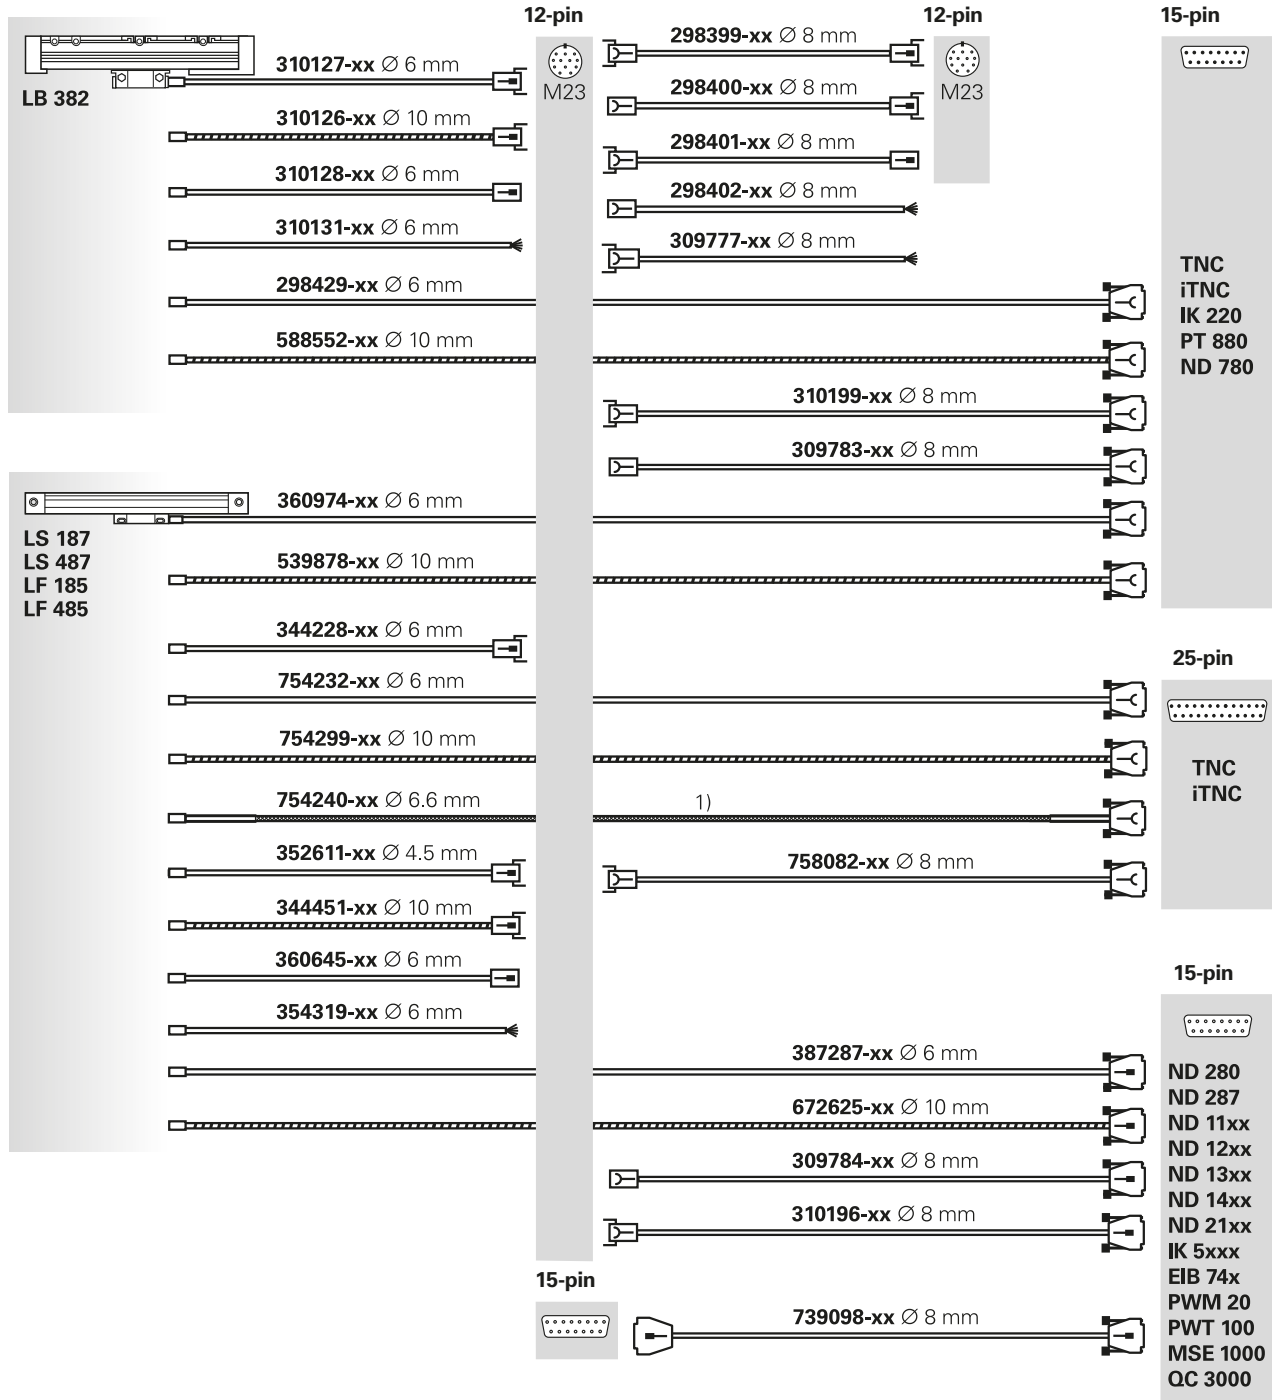 12-pin
12-pin
15-pin
298399-xx Ø 8 mm
310127-xx Ø 6 mm
M23
298400-xx Ø 8 mm
M23
LB 382
310126-xx Ø 10 mm
298401-xx Ø 8 mm
310128-xx Ø 6 mm
298402-xx Ø 8 mm
310131-xx Ø 6 mm
309777-xx Ø 8 mm
298429-xx Ø 6 mm
588552-xx Ø 10 mm
TNC
iTNC
IK 220
PT 880
ND 780
310199-xx Ø 8 mm
309783-xx Ø 8 mm
360974-xx Ø 6 mm
LS 187
LS 487
LF 185
LF 485
539878-xx Ø 10 mm
344228-xx Ø 6 mm
25-pin
754232-xx Ø 6 mm
754299-xx Ø 10 mm
TNC
iTNC
754240-xx Ø 6.6 mm
1)
352611-xx Ø 4.5 mm
758082-xx Ø 8 mm
344451-xx Ø 10 mm
360645-xx Ø 6 mm
354319-xx Ø 6 mm
15-pin
387287-xx Ø 6 mm
672625-xx Ø 10 mm
309784-xx Ø 8 mm
310196-xx Ø 8 mm
ND 280
ND 287
ND 11xx
ND 12xx
ND 13xx
ND 14xx
ND 21xx
IK 5xxx
EIB 74x
PWM 20
PWT 100
MSE 1000
QC 3000
15-pin
739098-xx Ø 8 mm